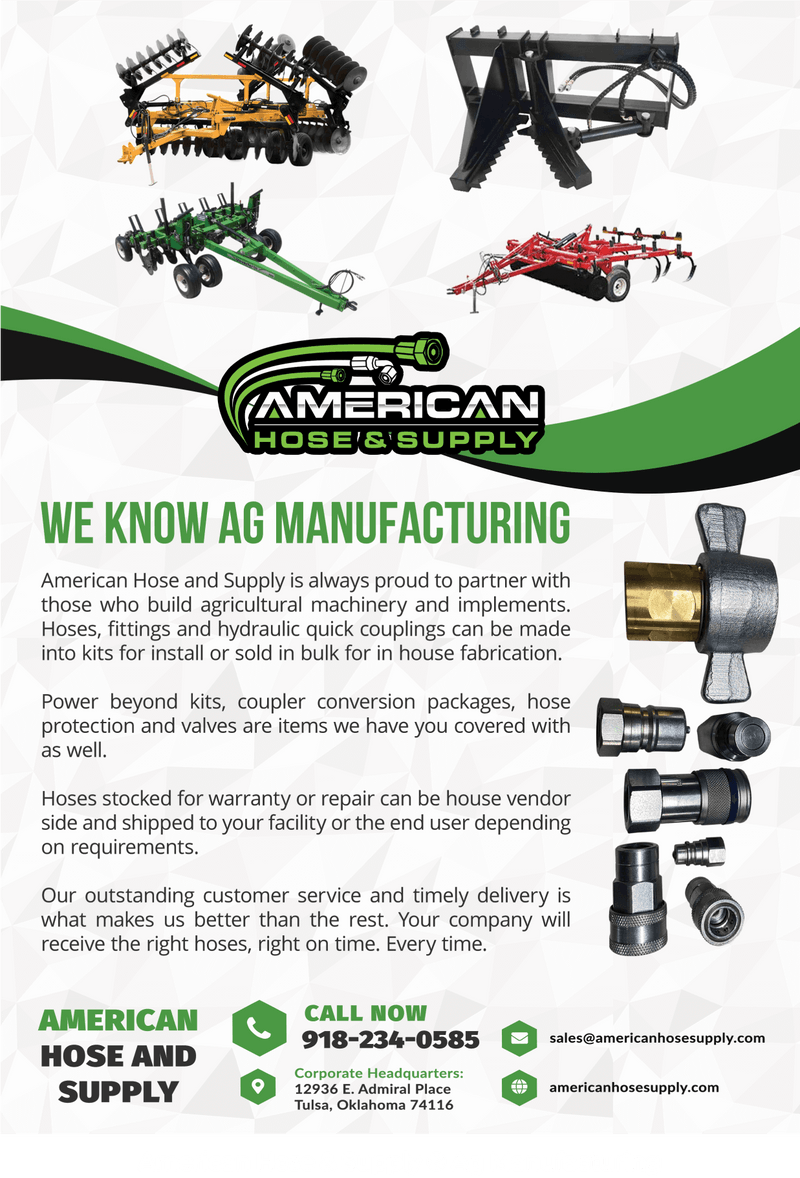 AMERICAN
HOSE & SUPPLY
WE KNOW AG MANUFACTURING
American Hose and Supply is always proud to partner with
those who build agricultural machinery and implements.
Hoses, fittings and hydraulic quick couplings can be made
into kits for install or sold in bulk for in house fabrication.
Power beyond kits, coupler conversion packages, hose
protection and valves are items we have you covered with
as well.
Hoses stocked for warranty or repair can be house vendor
side and shipped to your facility or the end user depending
on requirements.
Our outstanding customer service and timely delivery is
what makes us better than the rest. Your company will
receive the right hoses, right on time. Every time.
AMERICAN
HOSE AND
SUPPLY
CALL NOW
918-234-0585
Corporate Headquarters:
12936 E. Admiral Place
Tulsa, Oklahoma 74116
sales@americanhosesupply.com
americanhosesupply.com